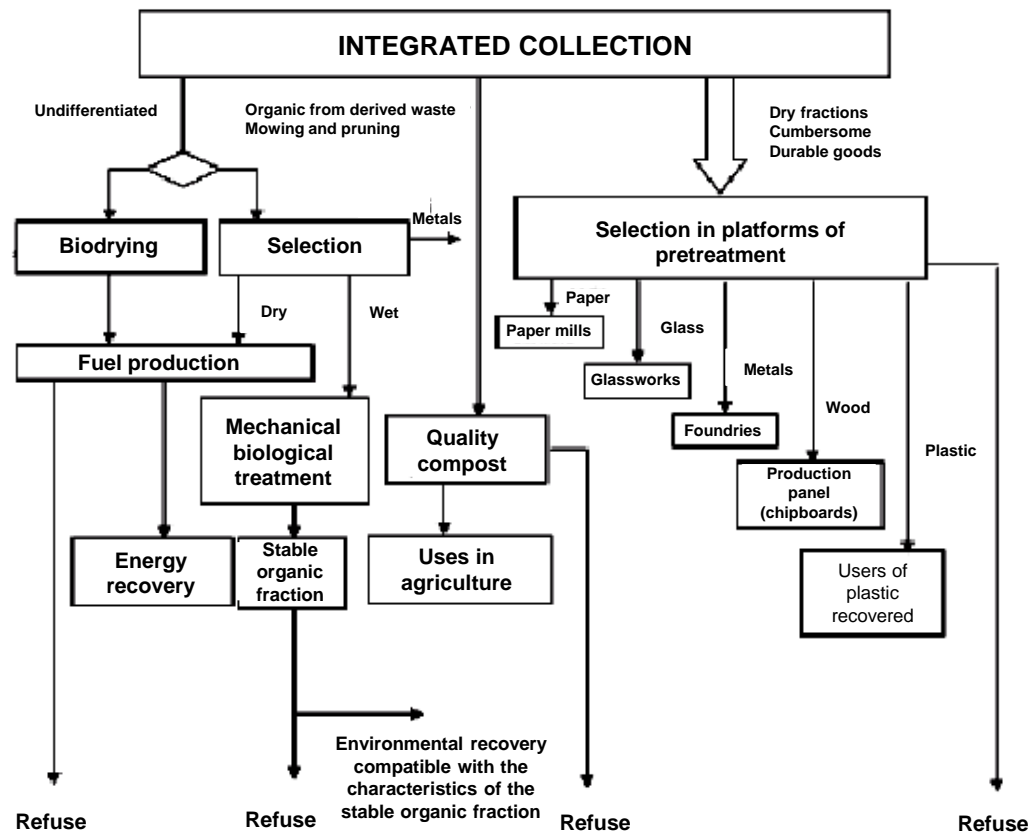 INTEGRATED COLLECTION
Undifferentiated
Organic from derived waste
Mowing and pruning
Dry fractions
Cumbersome
Durable goods
Biodrying
Selection
Metals
Selection in platforms of
pretreatment
Dry
Wet
Paper
Paper mills
Glass
Glassworks
Metals
Foundries
Wood
Production
panel
(chipboards)
Plastic
Users of
plastic
recovered
Fuel production
Mechanical
biological
treatment
Quality
compost
Energy
recovery
Stable
organic
fraction
Uses in
agriculture
Environmental recovery
compatible with the
characteristics of the
stable organic fraction
Refuse
Refuse
Refuse
Refuse